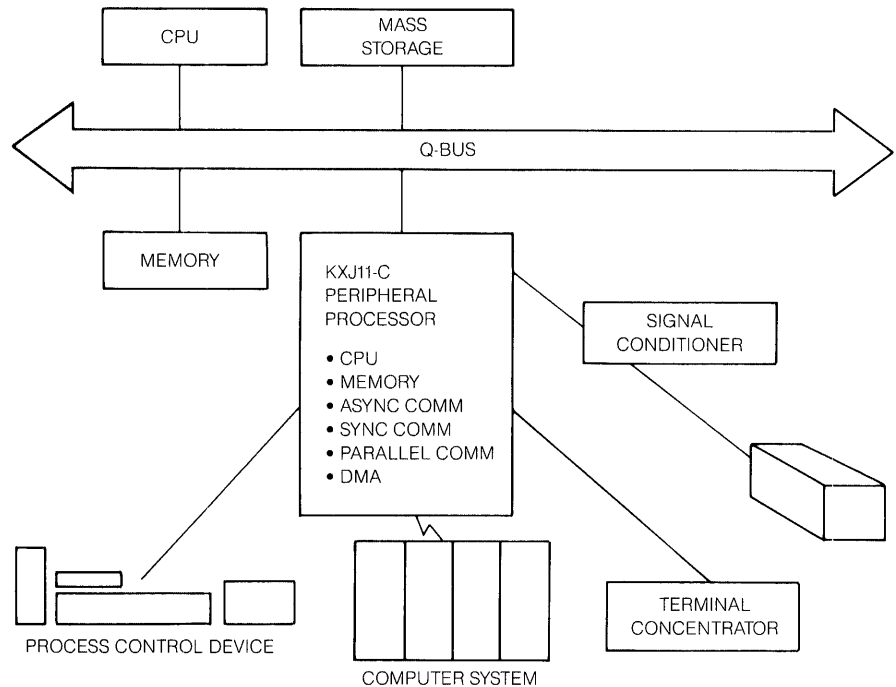 CPU
MASS
STORAGE
Q-BUS
MEMORY
KXJ11-C
PERIPHERAL
PROCESSOR
• CPU
• MEMORY
• ASYNC COMM
• SYNC COMM
• PARALLEL COMM
• DMA
SIGNAL
CONDITIONER
TERMINAL
CONCENTRATOR
PROCESS CONTROL DEVICE
COMPUTER SYSTEM